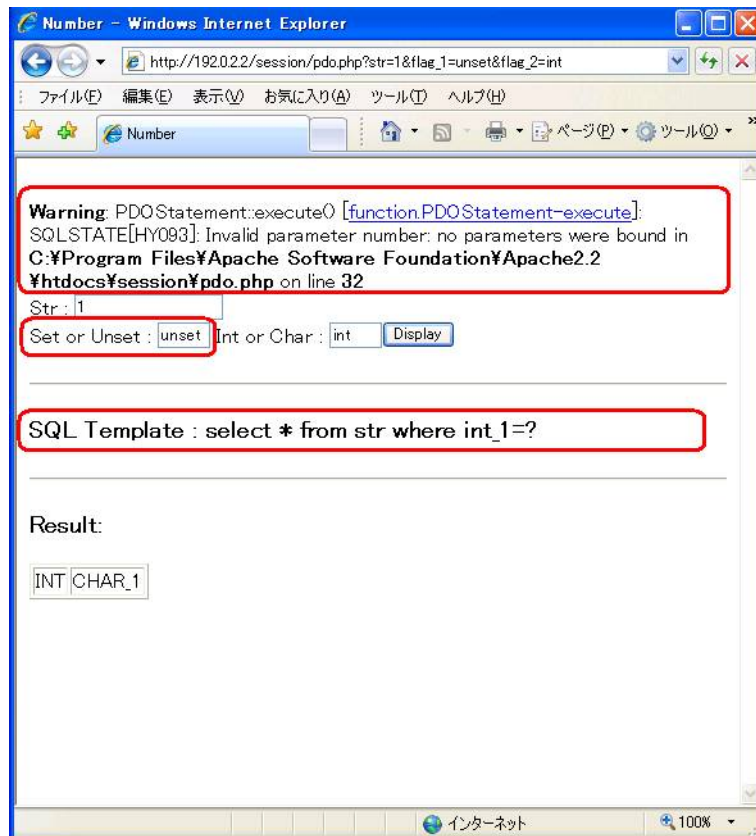 Number - Windows Internet Explorer
http://192.0.2.2/session/pdo.php?str=1&flag_1=unset&flag_2=int
ファイル(F) 編集(E) 表示(V) お気に入り(A) ツール(T) ヘルプ(H)
Number ページ(P) ツール(O) »
Warning: PDOStatement::execute() [function.PDOStatement-execute]:
SQLSTATE[HY093]: Invalid parameter number: no parameters were bound in
C:¥Program Files¥Apache Software Foundation¥Apache2.2
¥htdocs¥session¥pdo.php on line 32
Str : 1
Set or Unset : unset Int or Char : int Display
SQL Template : select * from str where int_1=?
Result:
INT CHAR_1
インターネット 100%